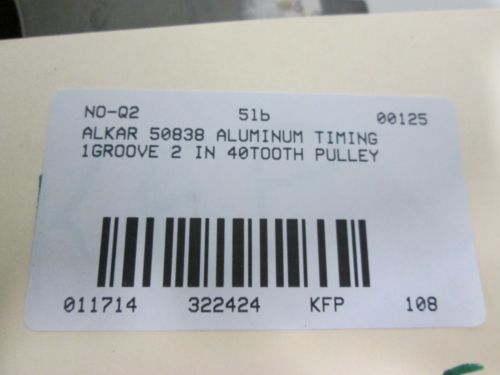 NO-Q2 51b 00125
ALKAR 50838 ALUMINUM TIMING
1GROOVE 2 IN 40TOOTH PULLEY
011714 322424 KFP 108